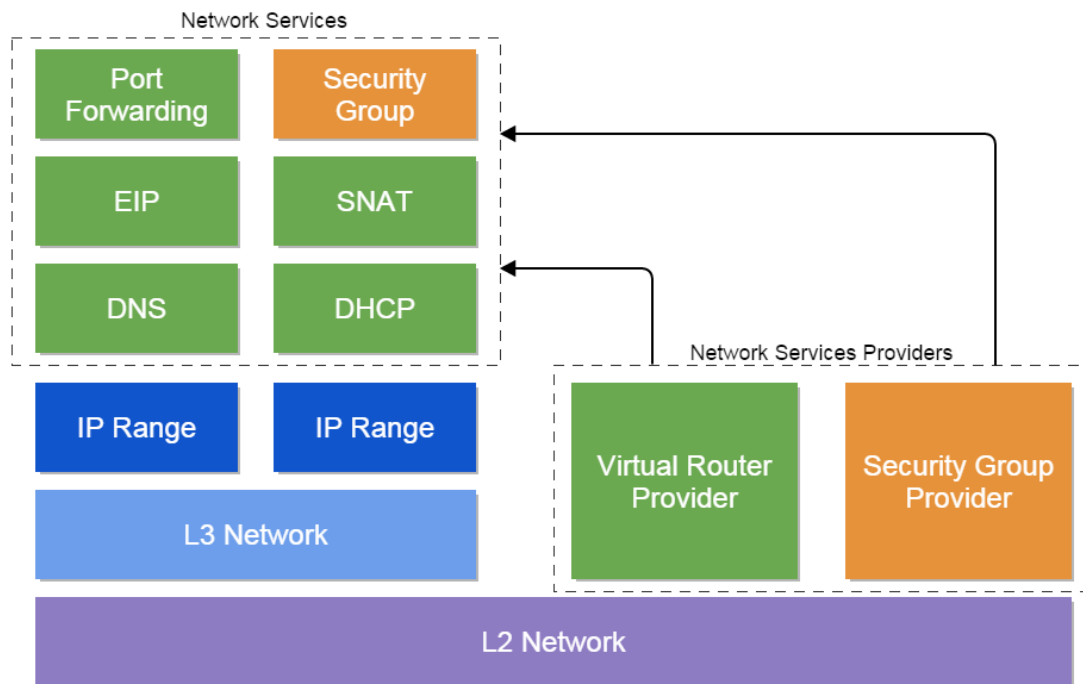 Network Services
Port
Forwarding
Security
Group
EIP
SNAT
DNS
DHCP
Network Services Providers
IP Range
IP Range
Virtual Router
Provider
Security Group
Provider
L3 Network
L2 Network